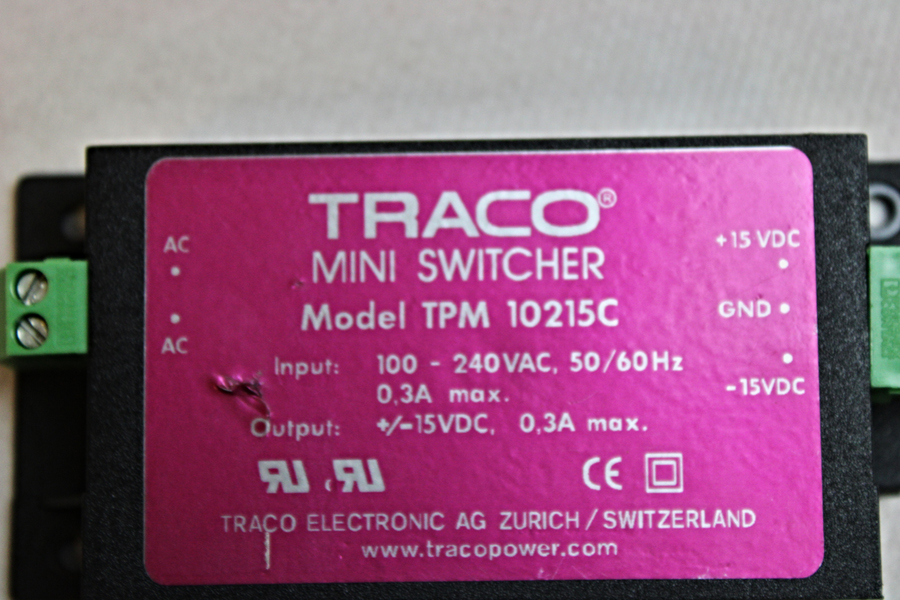 TRACO®
MINI SWITCHER
Model TPM 10215C
AC
AC
+15 VDC
GND
-15VDC
Input: 100 - 240VAC, 50/60Hz
0,3A max.
Output: +/-15VDC, 0,3A max.
CE
TRACO ELECTRONIC AG ZURICH / SWITZERLAND
www.tracopower.com